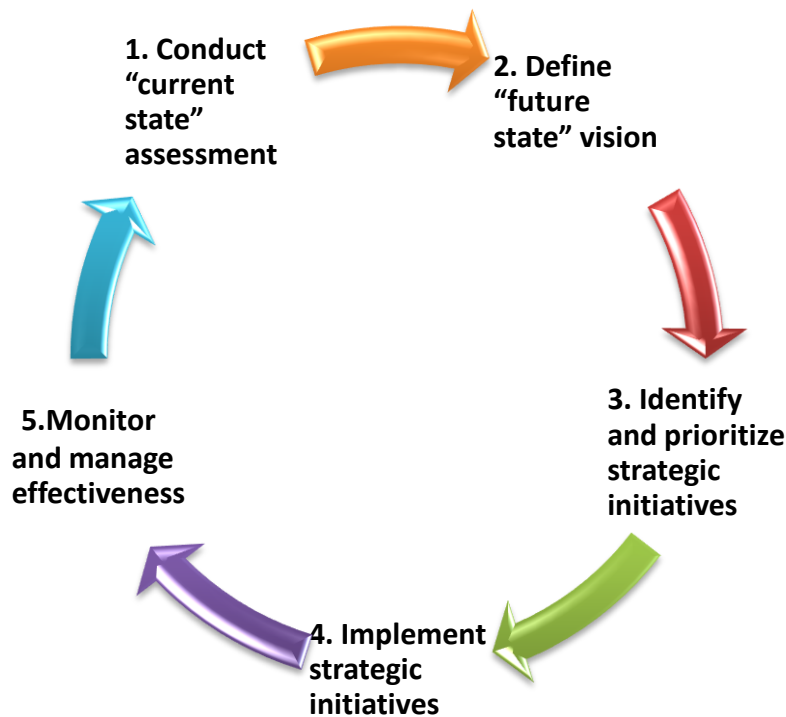 1. Conduct
“current
state”
assessment
2. Define
“future
state” vision
3. Identify
and prioritize
strategic
initiatives
4. Implement
strategic
initiatives
5.Monitor
and manage
effectiveness